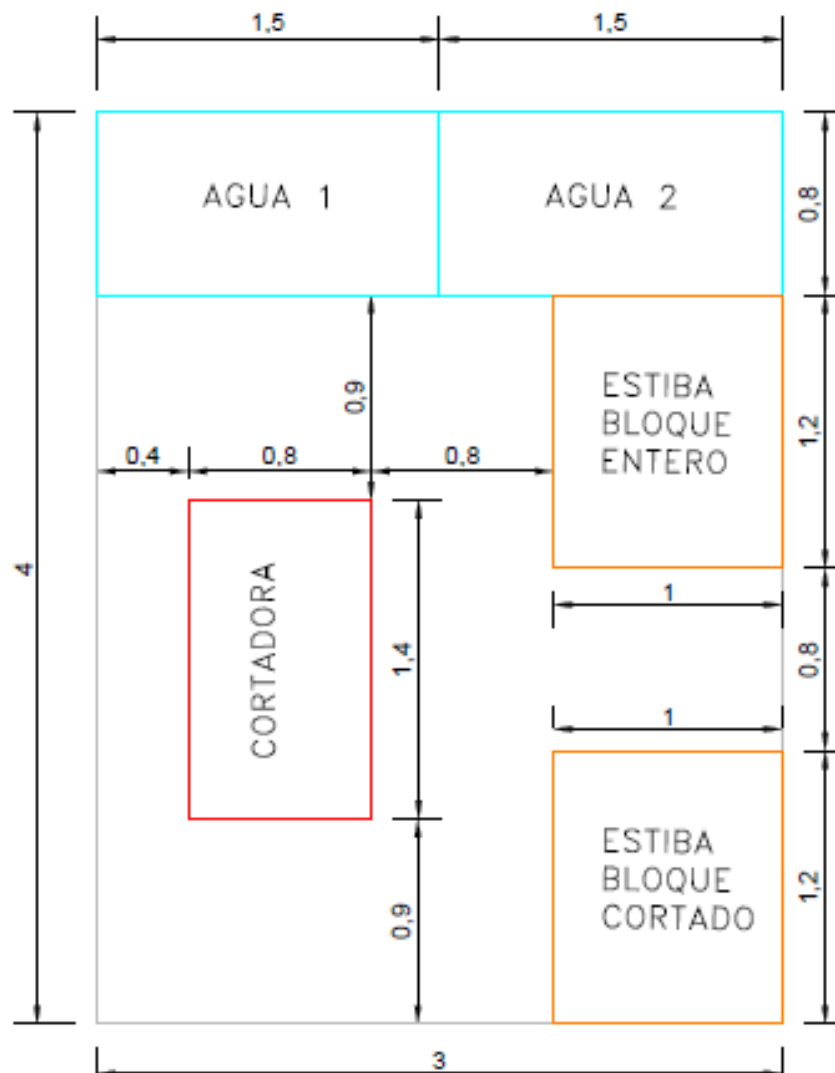 1,5
1,5
AGUA 1
AGUA 2
0,8
0,9
ESTIBA
BLOQUE
ENTERO
1,2
0,4
0,8
0,8
4
1
CORTADORA
1,4
0,8
1
ESTIBA
BLOQUE
CORTADO
1,2
0,9
3